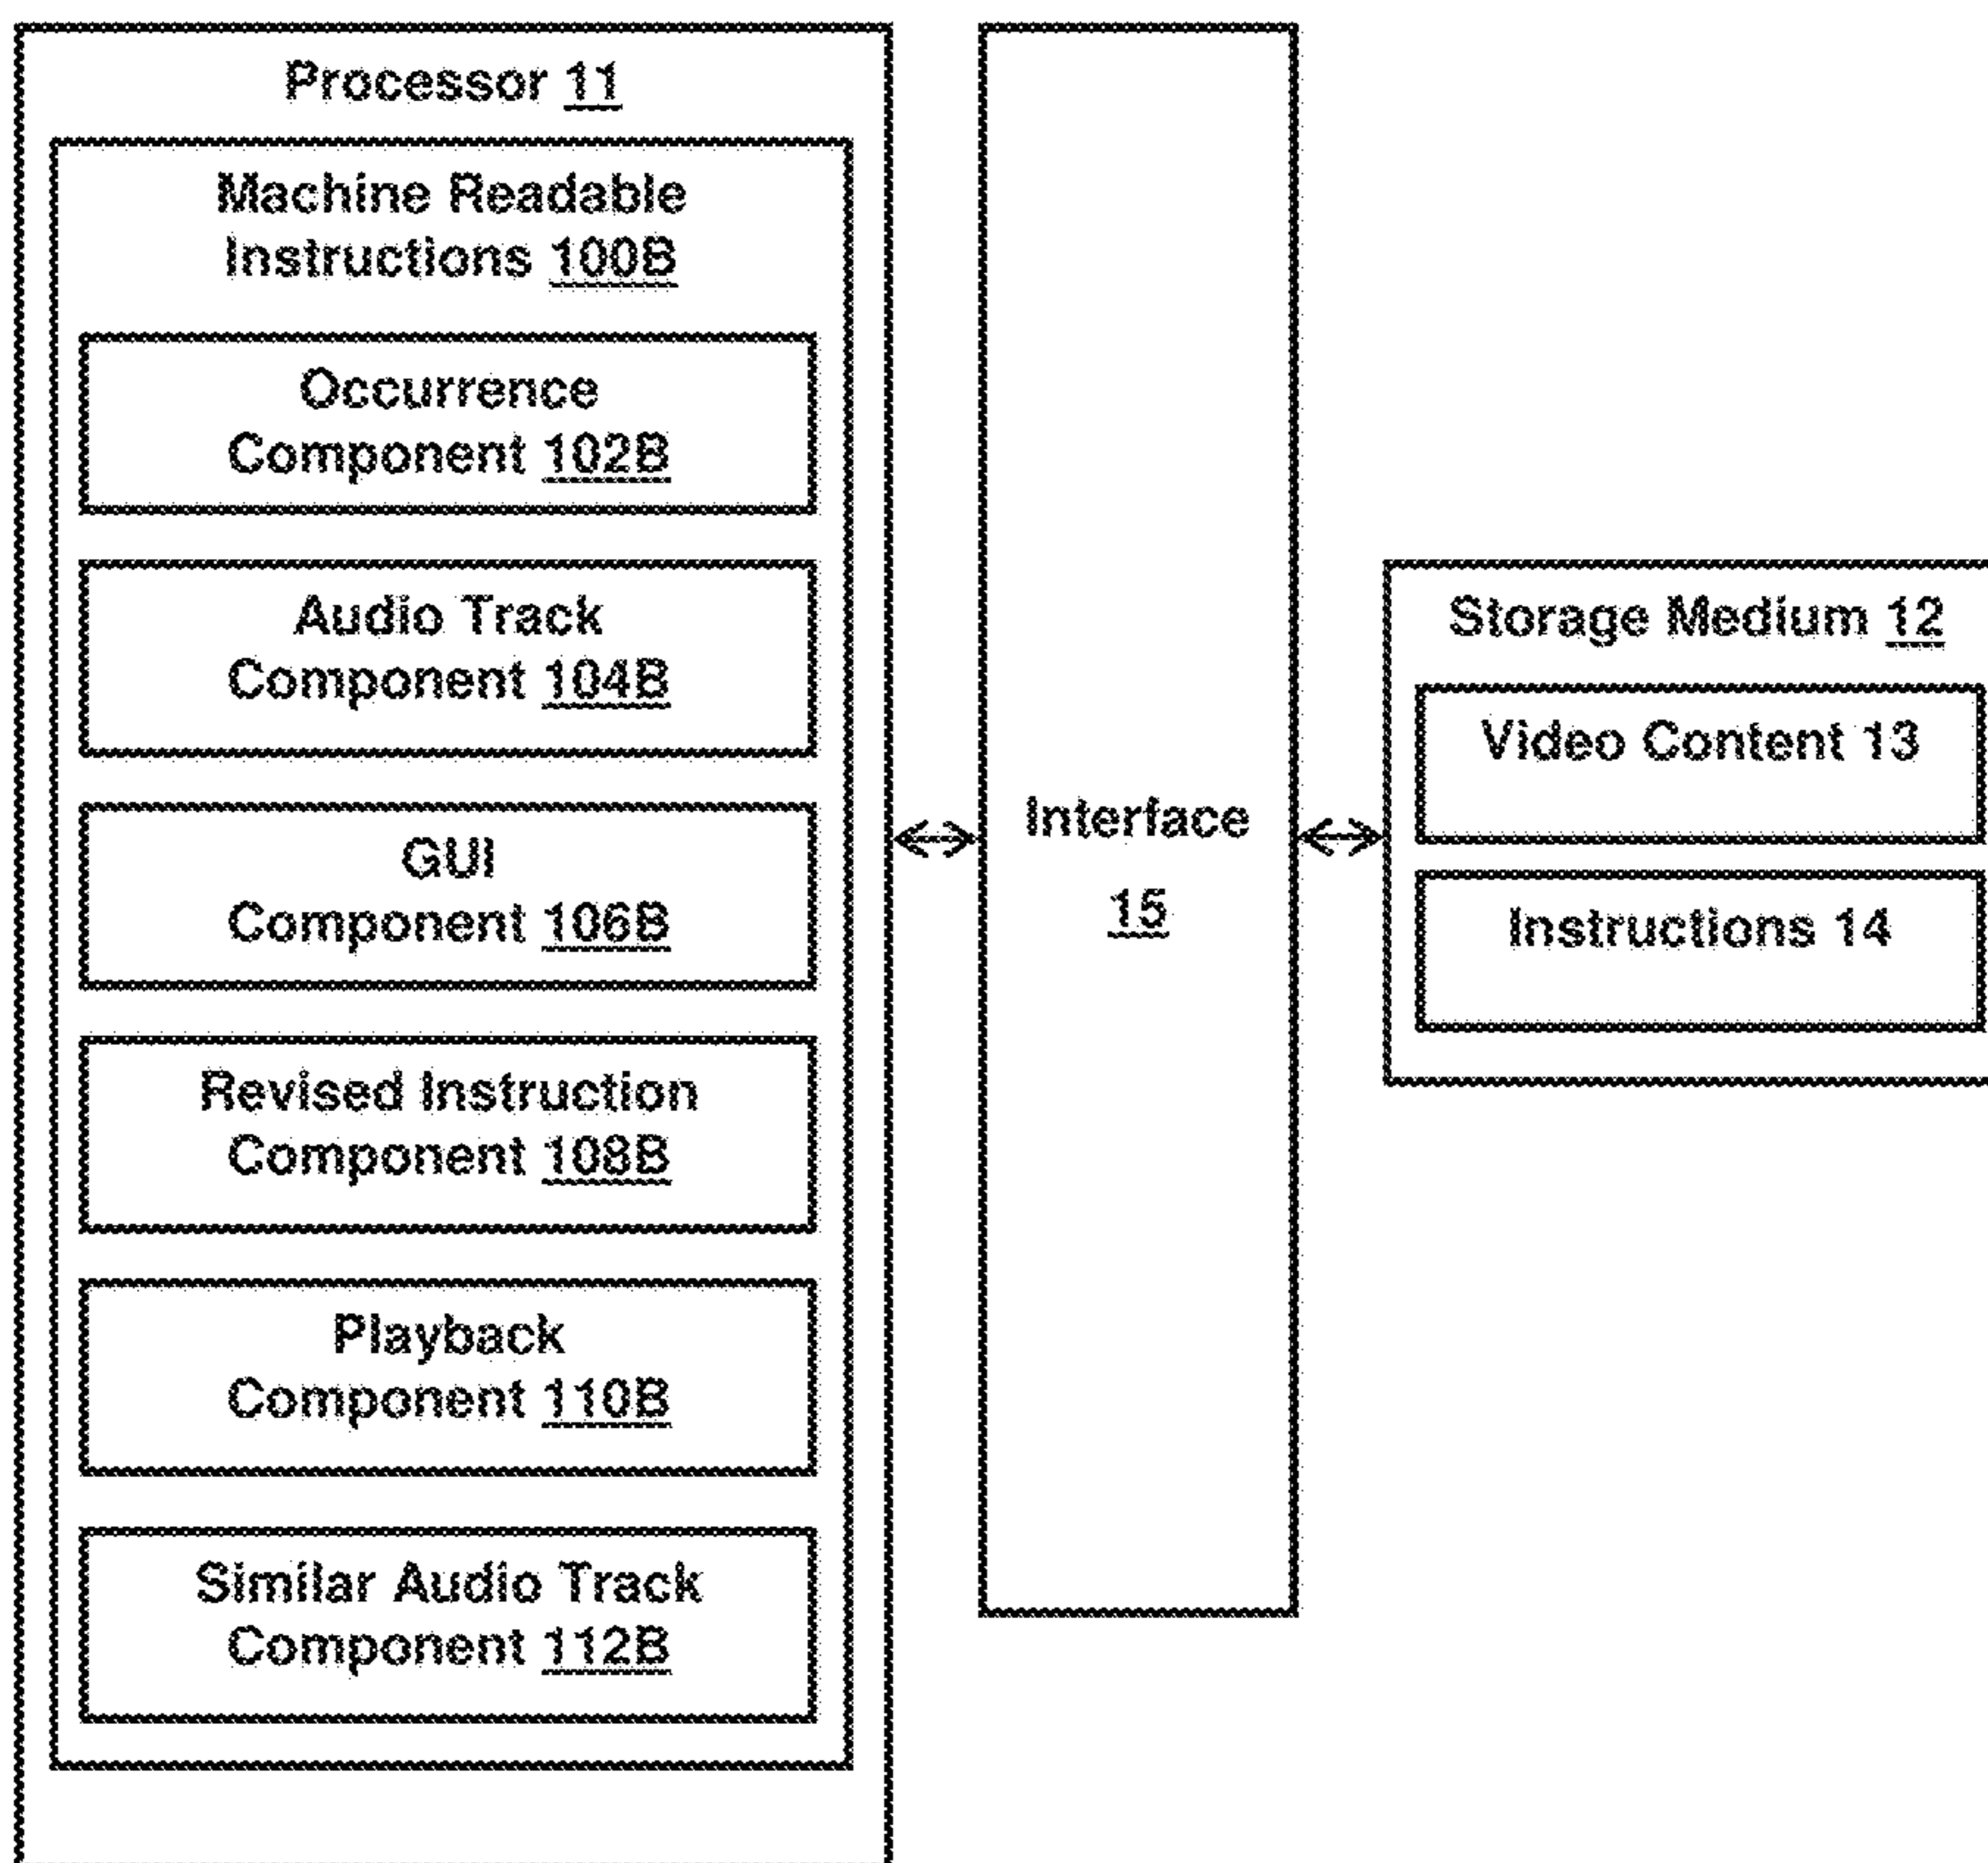 Processor 11
Machine Readable
Instructions 100B
Occurrence
Component 102B
Audio Track
Component 104B
GUI
Component 106B
Revised Instruction
Component 108B
Playback
Component 110B
Similar Audio Track
Component 112B
Interface
15
Storage Medium 12
Video Content 13
Instructions 14